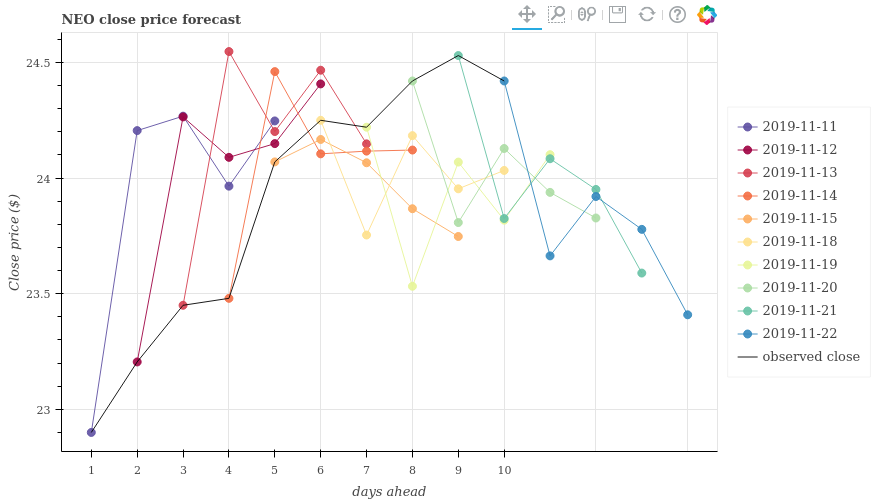 NEO close price forecast
24.5
24
23.5
23
Close price ($)
1 2 3 4 5 6 7 8 9 10
days ahead
2019-11-11
2019-11-12
2019-11-13
2019-11-14
2019-11-15
2019-11-18
2019-11-19
2019-11-20
2019-11-21
2019-11-22
observed close